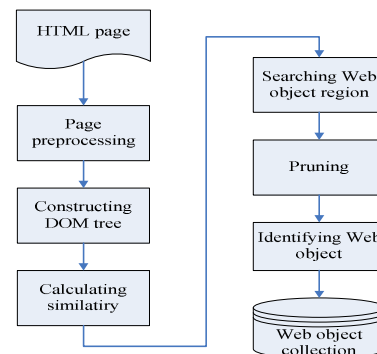 HTML page
Page
preprocessing
Constructing
DOM tree
Calculating
similatiry
Searching Web
object region
Pruning
Identifying Web
object
Web object
collection